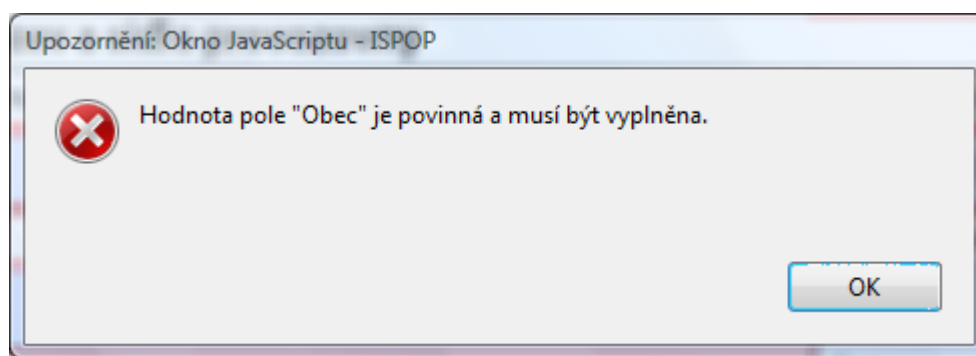 Upozornění: Okno JavaScriptu - ISPOP
Hodnota pole "Obec" je povinná a musí být vyplněna.
OK